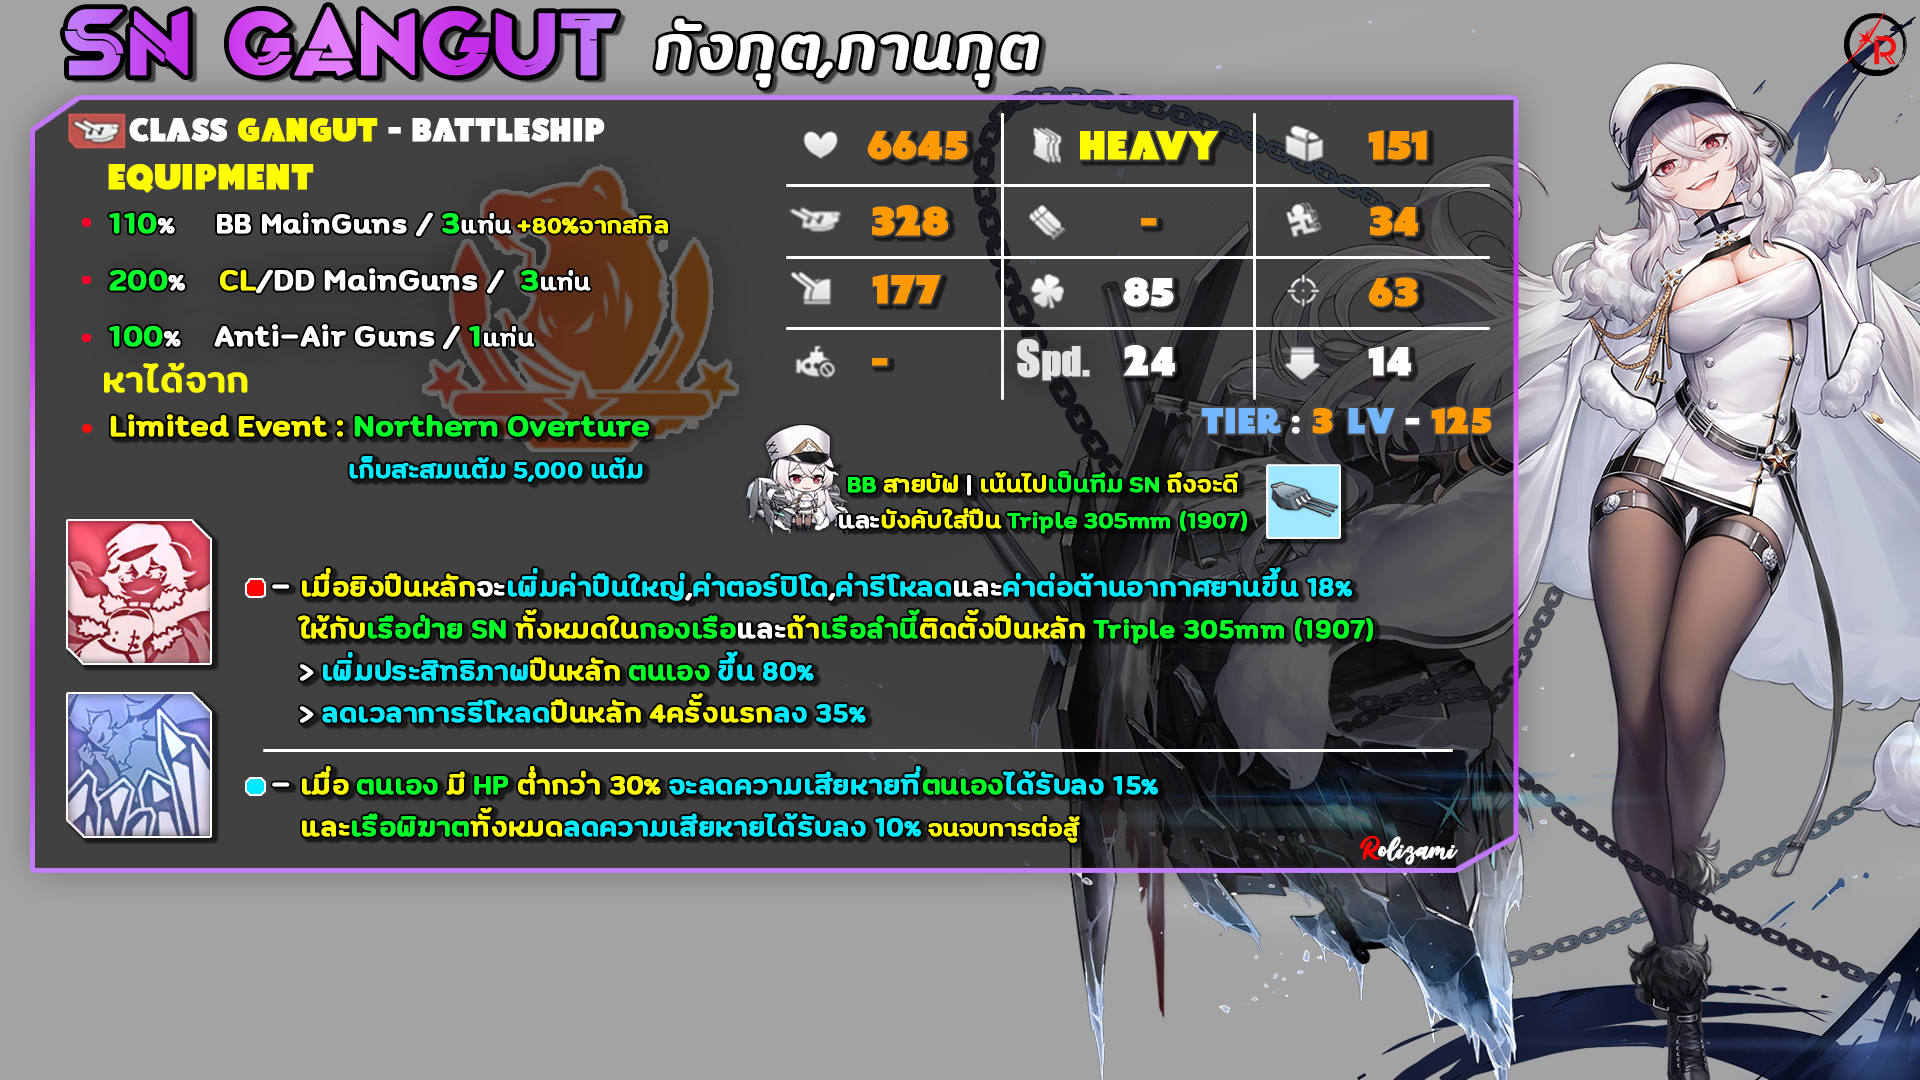 SN GANGUT กังกุต,กานกุต
R
CLASS GANGUT - BATTLESHIP
EQUIPMENT
110% BB MainGuns / 3แท่น +80%จากสกิล
200% CL/DD MainGuns / 3แท่น
100% Anti-Air Guns / 1แท่น
หาได้จาก
Limited Event : Northern Overture
เก็บสะสมแต้ม 5,000 แต้ม
6645 HEAVY 151
328 - 34
177 85 63
- Spd. 24 14
TIER : 3 LV - 125
BB สายบัฟ | เน้นไปเป็นทีม SN ถึงจะดี
และบังคับใส่ปืน Triple 305mm (1907)
- เมื่อยิงปืนหลักจะเพิ่มค่าปืนใหญ่,ค่าตอร์ปิโด,ค่ารีโหลดและค่าต่อต้านอากาศยานขึ้น 18%
ให้กับเรือฝ่าย SN ทั้งหมดในกองเรือและถ้าเรือลำนี้ติดตั้งปืนหลัก Triple 305mm (1907)
> เพิ่มประสิทธิภาพปืนหลัก ตนเอง ขึ้น 80%
> ลดเวลาการรีโหลดปืนหลัก 4ครั้งแรกลง 35%
- เมื่อ ตนเอง มี HP ต่ำกว่า 30% จะลดความเสียหายที่ตนเองได้รับลง 15%
และเรือพิฆาตทั้งหมดลดความเสียหายได้รับลง 10% จนจบการต่อสู้
Rolizami